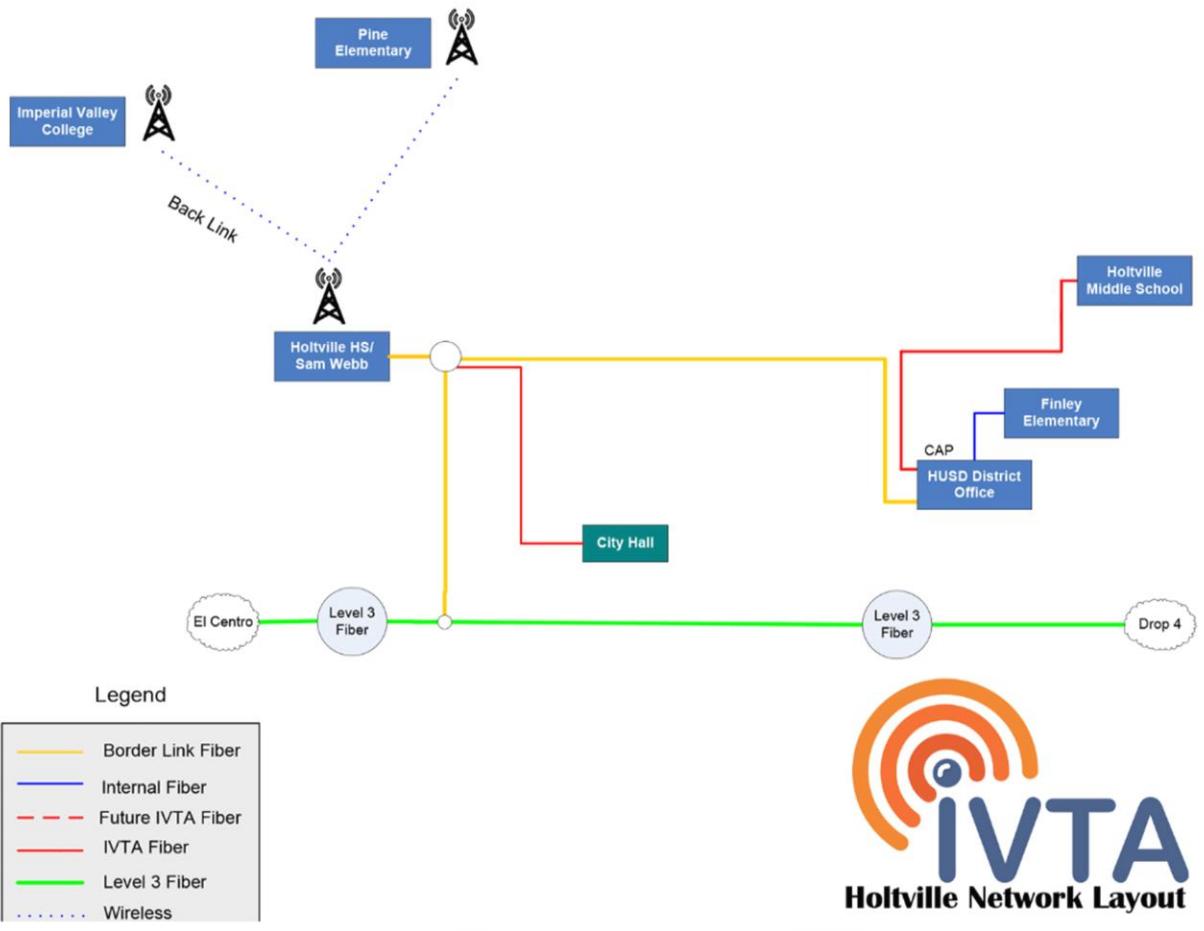 Pine
Elementary
Imperial Valley
College
Back Link
Holtville
Middle School
Holtville HS/
Sam Webb
Finley
Elementary
CAP
HUSD District
Office
City Hall
El Centro
Level 3
Fiber
Level 3
Fiber
Drop 4
Legend
Border Link Fiber
Internal Fiber
Future IVTA Fiber
IVTA Fiber
Level 3 Fiber
Wireless
iVTA
Holtville Network Layout